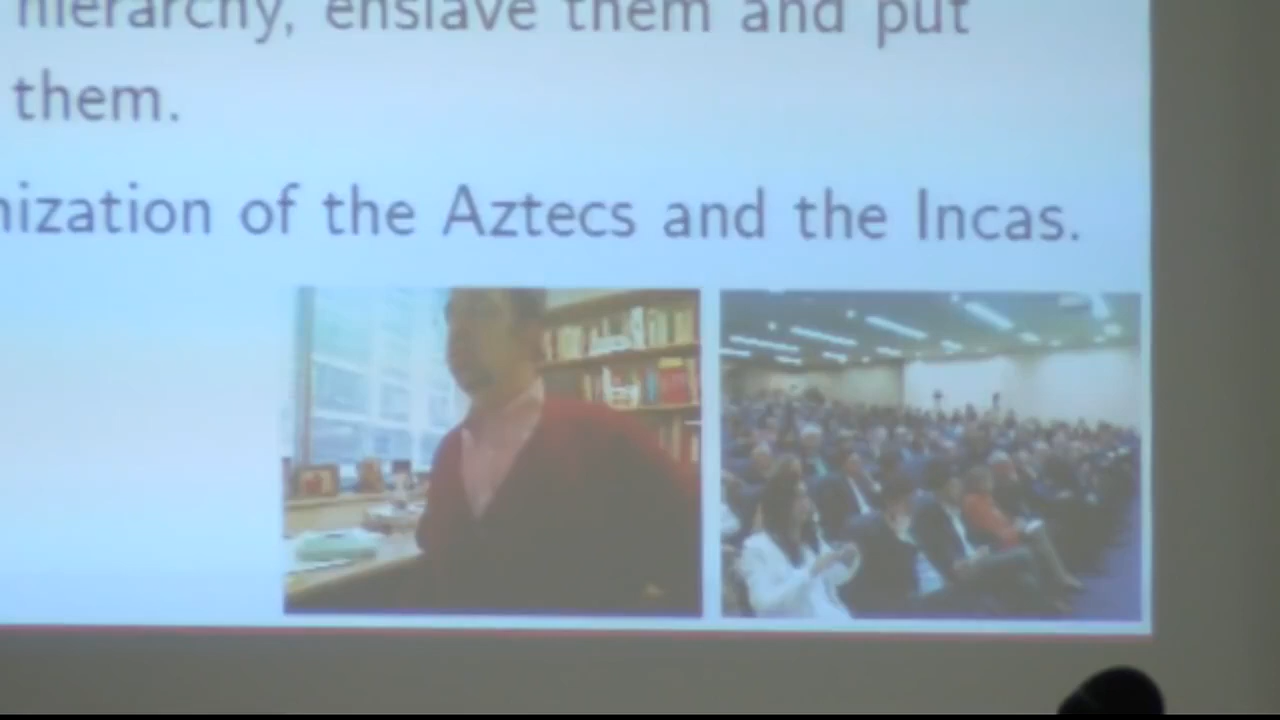 hierarchy, enslave them and put
them.
nization of the Aztecs and the Incas.